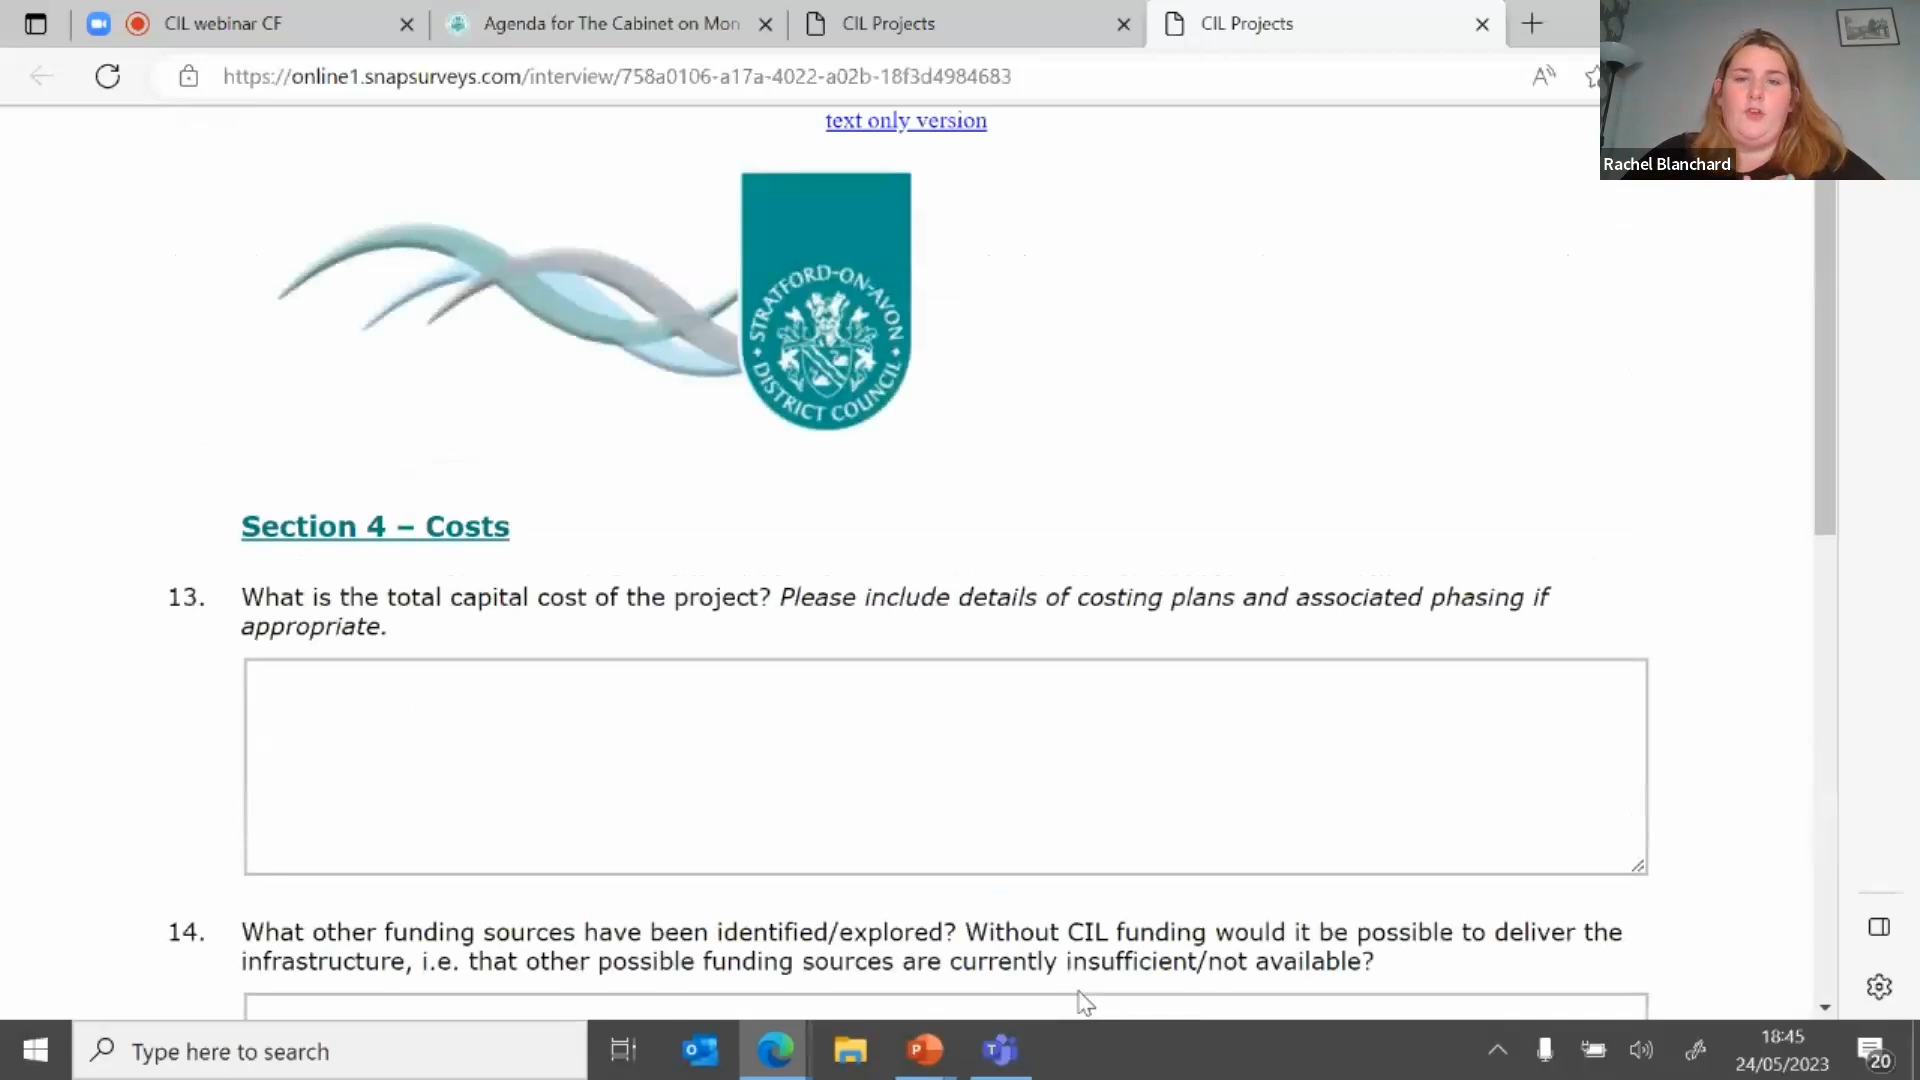 CIL webinar CF
Agenda for The Cabinet on Mon
CIL Projects
CIL Projects
https://online1.snapsurveys.com/interview/758a0106-a17a-4022-a02b-18f3d4984683
Rachel Blanchard
text only version
STRATFORD-ON-AVON
DISTRICT COUNCIL
Section 4 – Costs
13. What is the total capital cost of the project? Please include details of costing plans and associated phasing if
appropriate.
14. What other funding sources have been identified/explored? Without CIL funding would it be possible to deliver the
infrastructure, i.e. that other possible funding sources are currently insufficient/not available?
Type here to search
18:45
24/05/2023
20